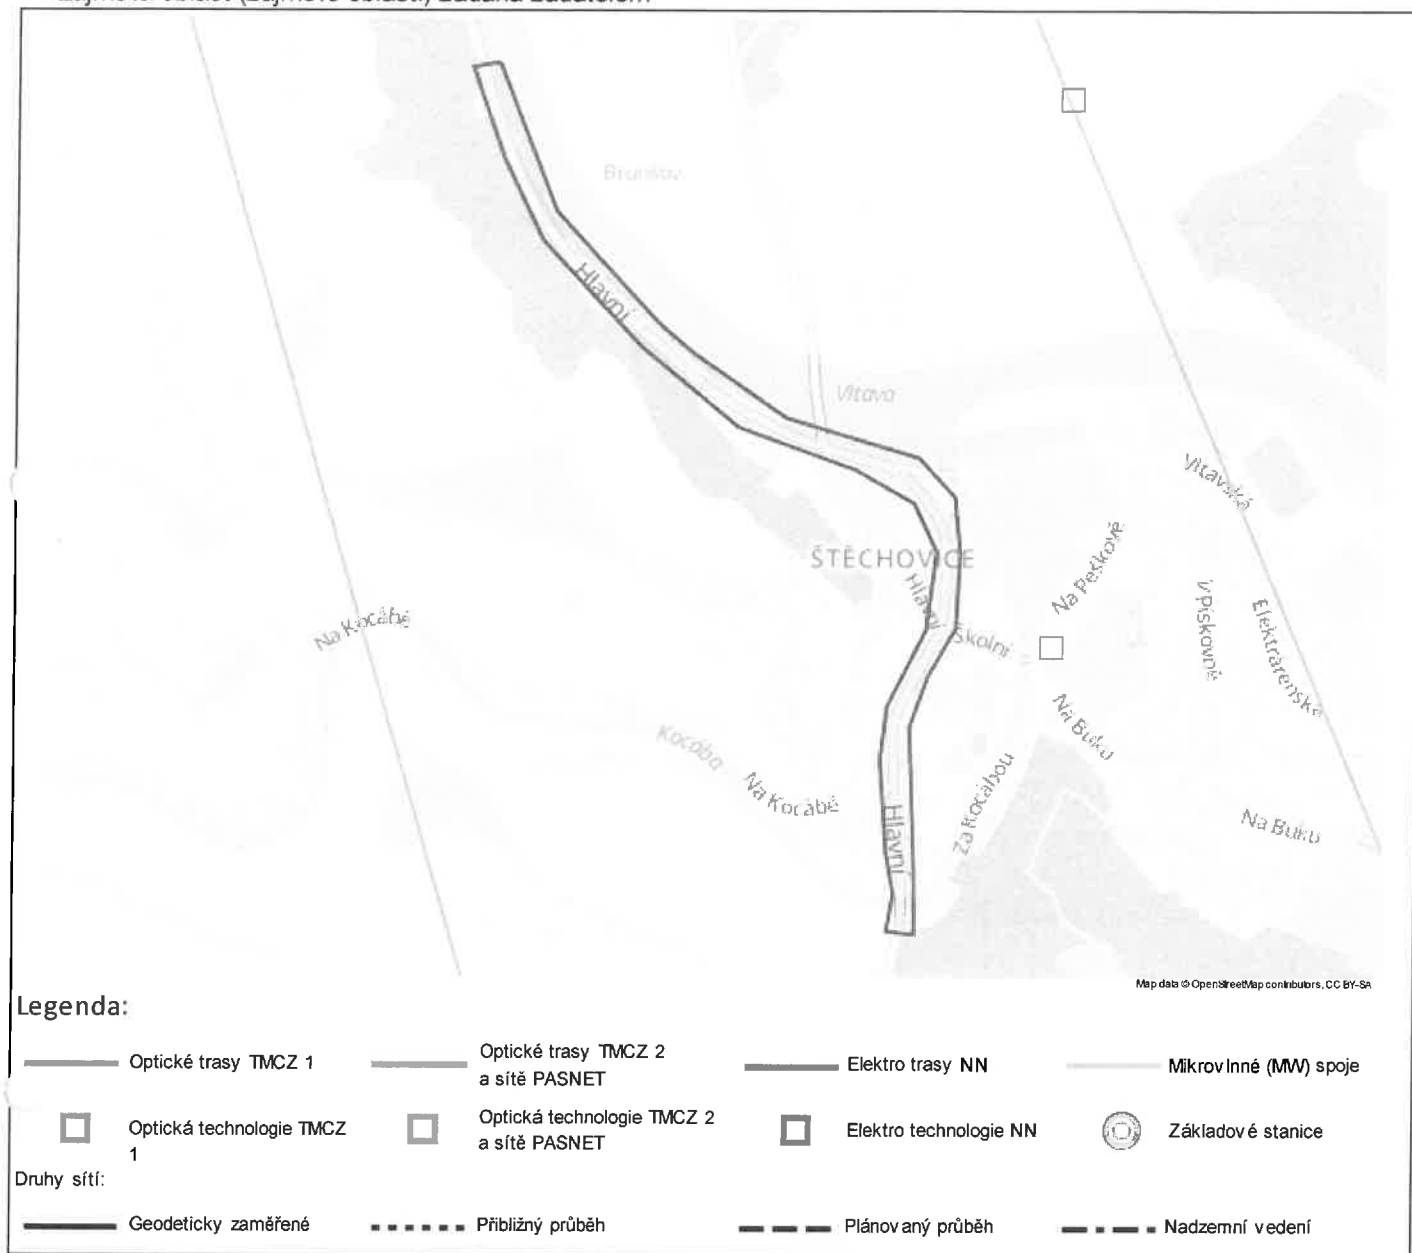 Brunšov
Hlavní
Vltava
Vltavská
ŠTĚCHOVICE
Na Peškově
Hlavní
Školní
V Pískovně
Elektrárenská
Na Kocábě
Kocába
Na Buku
Na Kocábě
Za Kocábou
Hlavní
Na Buku
Map data © OpenStreetMap contributors, CC BY-SA
Legenda:
Optické trasy TMCZ 1
Optické trasy TMCZ 2
a sítě PASNET
Elektro trasy NN
Mikrovlnné (MW) spoje
Optická technologie TMCZ
1
Optická technologie TMCZ 2
a sítě PASNET
Elektro technologie NN
Základové stanice
Druhy sítí:
Geodeticky zaměřené
Přibližný průběh
Plánovaný průběh
Nadzemní vedení